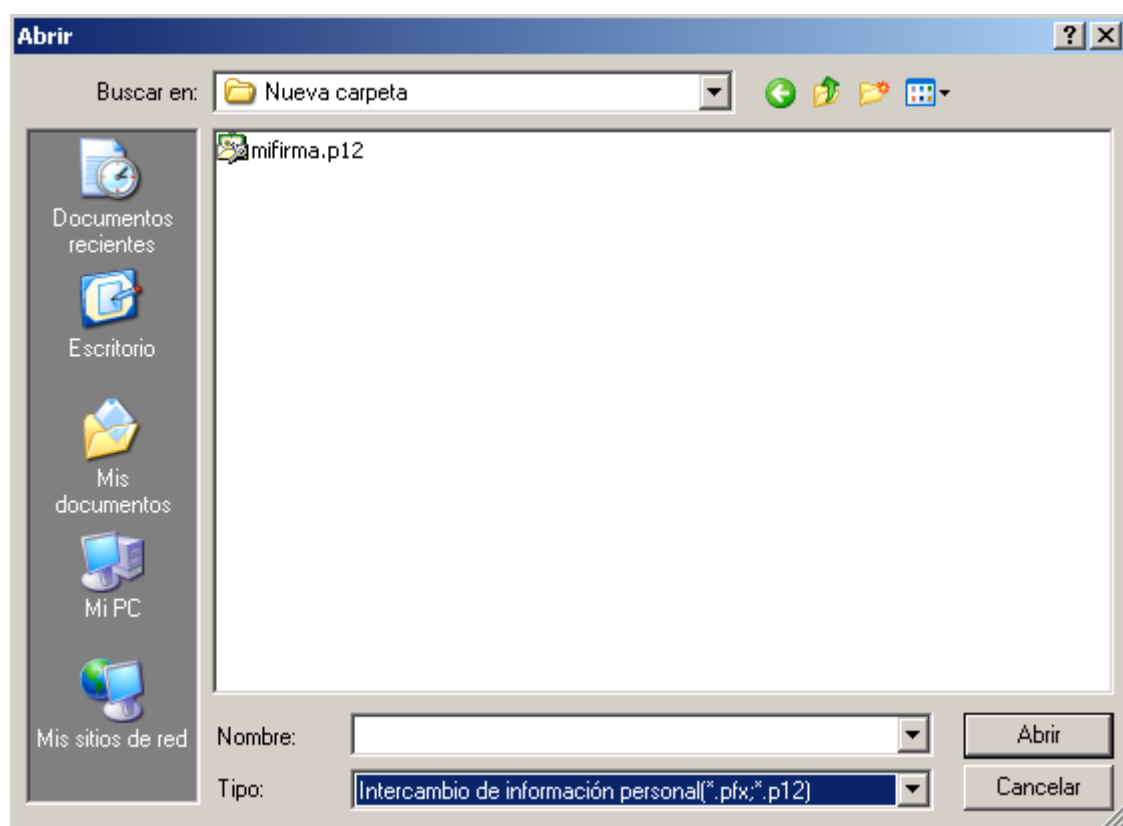 Abrir
Buscar en: Nueva carpeta
mifirma.p12
Documentos
recientes
Escritorio
Mis
documentos
Mi PC
Mis sitios de red
Nombre:
Abrir
Tipo: Intercambio de información personal(*.pfx;*.p12)
Cancelar